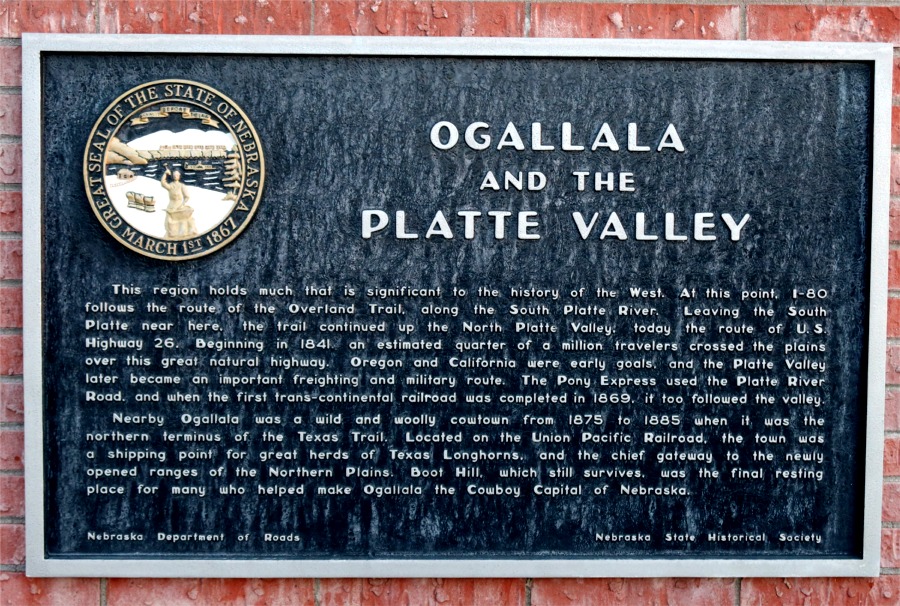 GREAT SEAL OF THE STATE OF NEBRASKA
MARCH 1ST 1867
OGALLALA
AND THE
PLATTE VALLEY
This region holds much that is significant to the history of the West. At this point, I-80
follows the route of the Overland Trail, along the South Platte River. Leaving the South
Platte near here, the trail continued up the North Platte Valley, today the route of U.S.
Highway 26. Beginning in 1841, an estimated quarter of a million travelers crossed the plains
over this great natural highway. Oregon and California were early goals, and the Platte Valley
later became an important freighting and military route. The Pony Express used the Platte River
Road, and when the first trans-continental railroad was completed in 1869, it too followed the valley.
Nearby Ogallala was a wild and woolly cowtown from 1875 to 1885 when it was the
northern terminus of the Texas Trail. Located on the Union Pacific Railroad, the town was
a shipping point for great herds of Texas Longhorns, and the chief gateway to the newly
opened ranges of the Northern Plains. Boot Hill, which still survives, was the final resting
place for many who helped make Ogallala the Cowboy Capital of Nebraska.
Nebraska Department of Roads
Nebraska State Historical Society